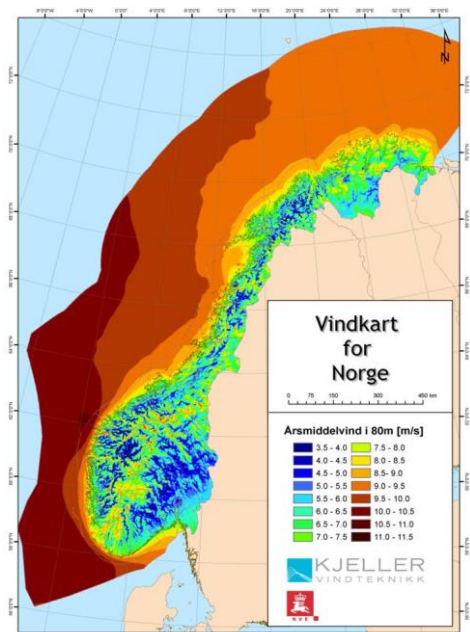 N
Vindkart
for
Norge
0 75 150 300 450 km
Årsmiddelvind i 80m [m/s]
3.5 - 4.0 7.5 - 8.0
4.0 - 4.5 8.0 - 8.5
4.5 - 5.0 8.5 - 9.0
5.0 - 5.5 9.0 - 9.5
5.5 - 6.0 9.5 - 10.0
6.0 - 6.5 10.0 - 10.5
6.5 - 7.0 10.5 - 11.0
7.0 - 7.5 11.0 - 11.5
KJELLER
VINDTEKNIKK
NVE